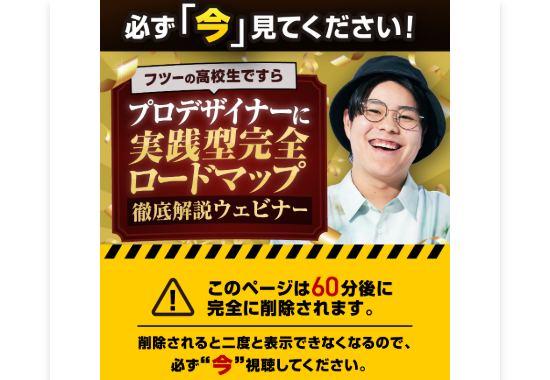 必ず「今」見てください！
フツーの高校生ですら
プロデザイナーに
実践型完全
ロードマップ
徹底解説ウェビナー
このページは60分後に
完全に削除されます。
削除されると二度と表示できなくなるので、
必ず“今”視聴してください。